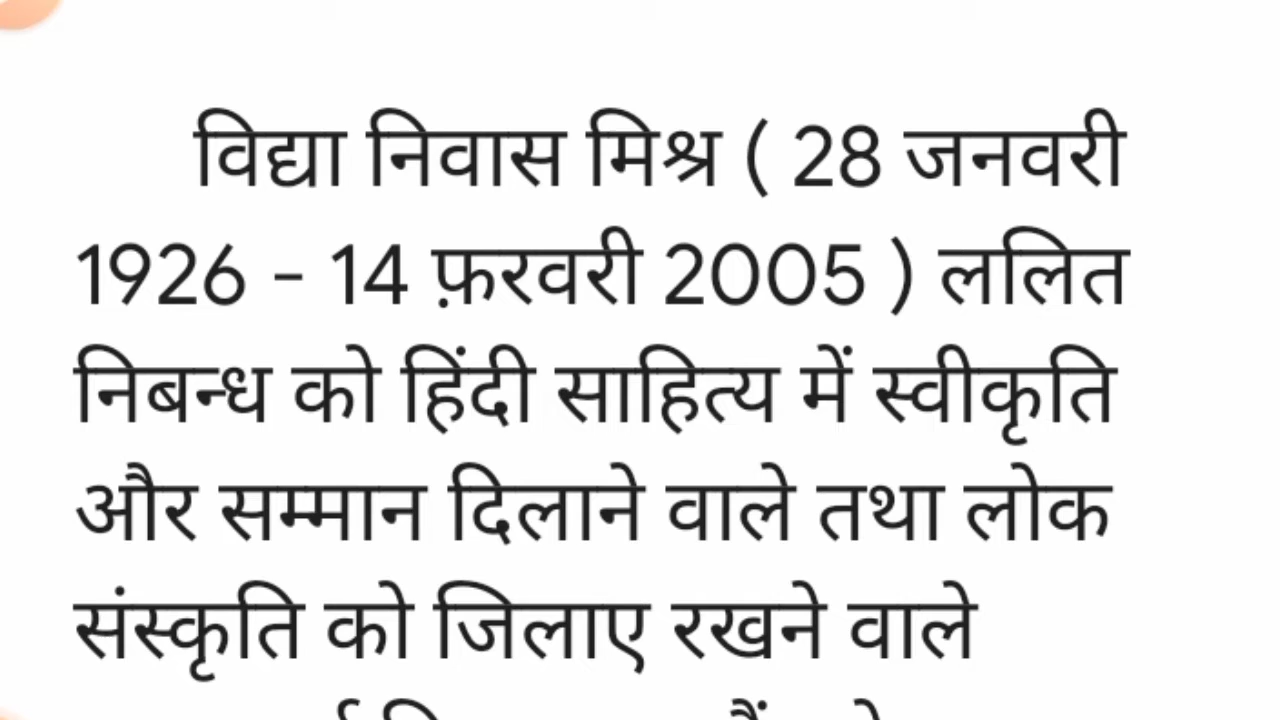 विद्या निवास मिश्र ( 28 जनवरी
1926 - 14 फ़रवरी 2005 ) ललित
निबन्ध को हिंदी साहित्य में स्वीकृति
और सम्मान दिलाने वाले तथा लोक
संस्कृति को जिलाए रखने वाले